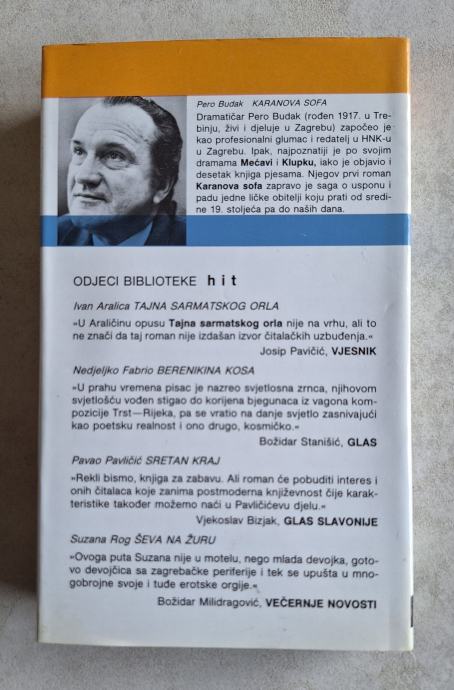 Pero Budak KARANOVA SOFA
Dramatičar Pero Budak (rođen 1917. u Tre-
binju, živi i djeluje u Zagrebu) započeo je
kao profesionalni glumac i redatelj u HNK-u
u Zagrebu. Ipak, najpoznatiji je po svojim
dramama Mećavi i Klupku, iako je objavio i
desetak knjiga pjesama. Njegov prvi roman
Karanova sofa zapravo je saga o usponu i
padu jedne ličke obitelji koju prati od sredi-
ne 19. stoljeća pa do naših dana.
ODJECI BIBLIOTEKE hit
Ivan Aralica TAJNA SARMATSKOG ORLA
»U Araličinu opusu Tajna sarmatskog orla nije na vrhu, ali to
ne znači da taj roman nije izdašan izvor čitalačkih uzbuđenja.«
Josip Pavičić, VJESNIK
Nedjeljko Fabrio BERENIKINA KOSA
»U prahu vremena pisac je nazreo svjetlosna zrnca, njihovom
svjetlošću vođen stigao do korijena bjegunaca iz vagona kom-
pozicije Trst—Rijeka, pa se vratio na danje svjetlo zasnivajući
kao poetsku realnost i ono drugo, kosmičko.«
Božidar Stanišić, GLAS
Pavao Pavličić SRETAN KRAJ
»Rekli bismo, knjiga za zabavu. Ali roman će pobuditi interes i
onih čitalaca koje zanima postmoderna književnost čije karak-
teristike također možemo naći u Pavličićevu djelu.«
Vjekoslav Bizjak, GLAS SLAVONIJE
Suzana Rog ŠEVA NA ŽURU
»Ovoga puta Suzana nije u motelu, nego mlada devojka, goto-
vo devojčica sa zagrebačke periferije i tek se upušta u mno-
gobrojne svoje i tuđe erotske orgije.«
Božidar Milidragović, VEČERNJE NOVOSTI